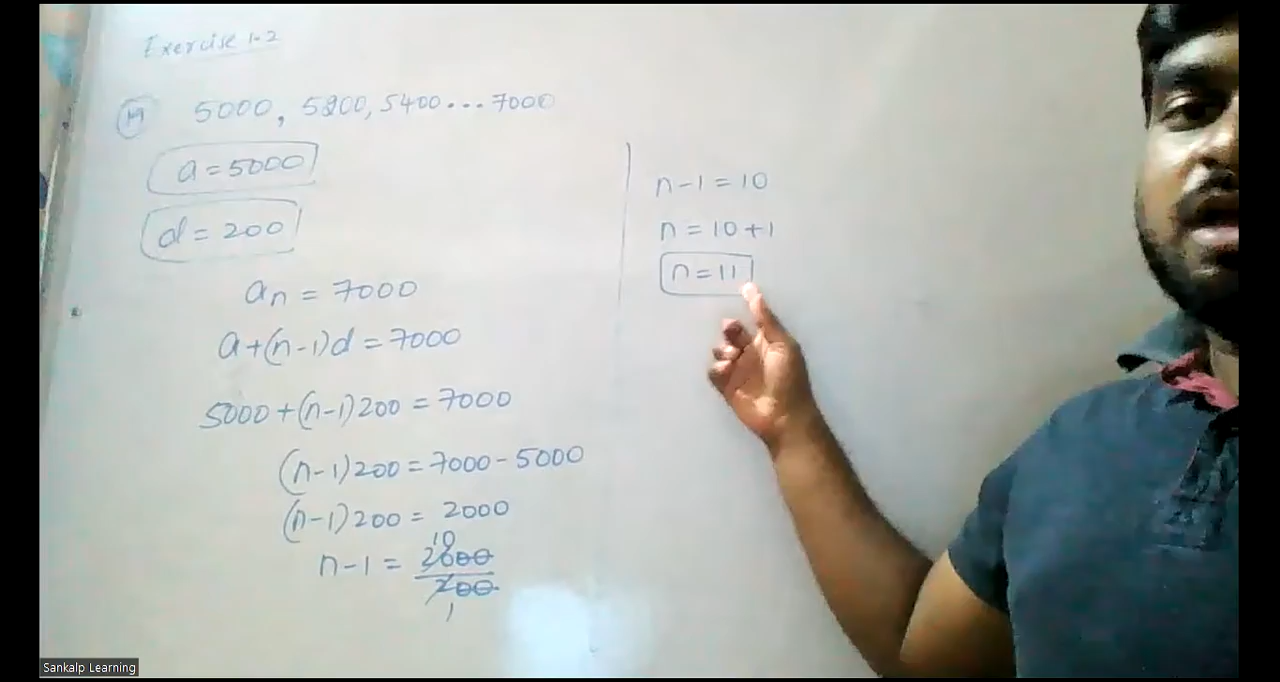 Exercise 1.2
5000, 5200, 5400...7000
a = 5000
d = 200
an = 7000
a+(n-1)d = 7000
5000+(n-1)200 = 7000
(n-1)200 = 7000-5000
(n-1)200 = 2000
10
n-1 = 2000
200
1
n-1 = 10
n = 10+1
n = 11
Sankalp Learning